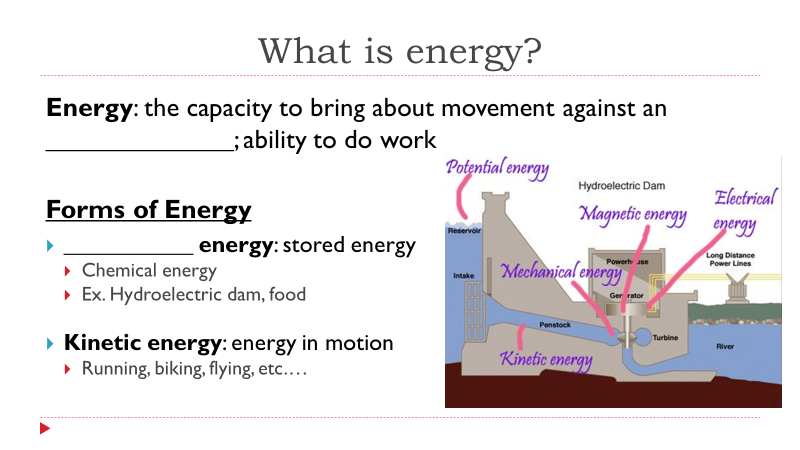 What is energy?
Energy: the capacity to bring about movement against an
______________; ability to do work
Forms of Energy
___________ energy: stored energy
Chemical energy
Ex. Hydroelectric dam, food
Kinetic energy: energy in motion
Running, biking, flying, etc….
Potential energy
Hydroelectric Dam
Magnetic energy
Electrical
energy
Reservoir
Long Distance
Power Lines
Powerhouse
Intake
Mechanical energy
Generator
Penstock
Turbine
River
Kinetic energy